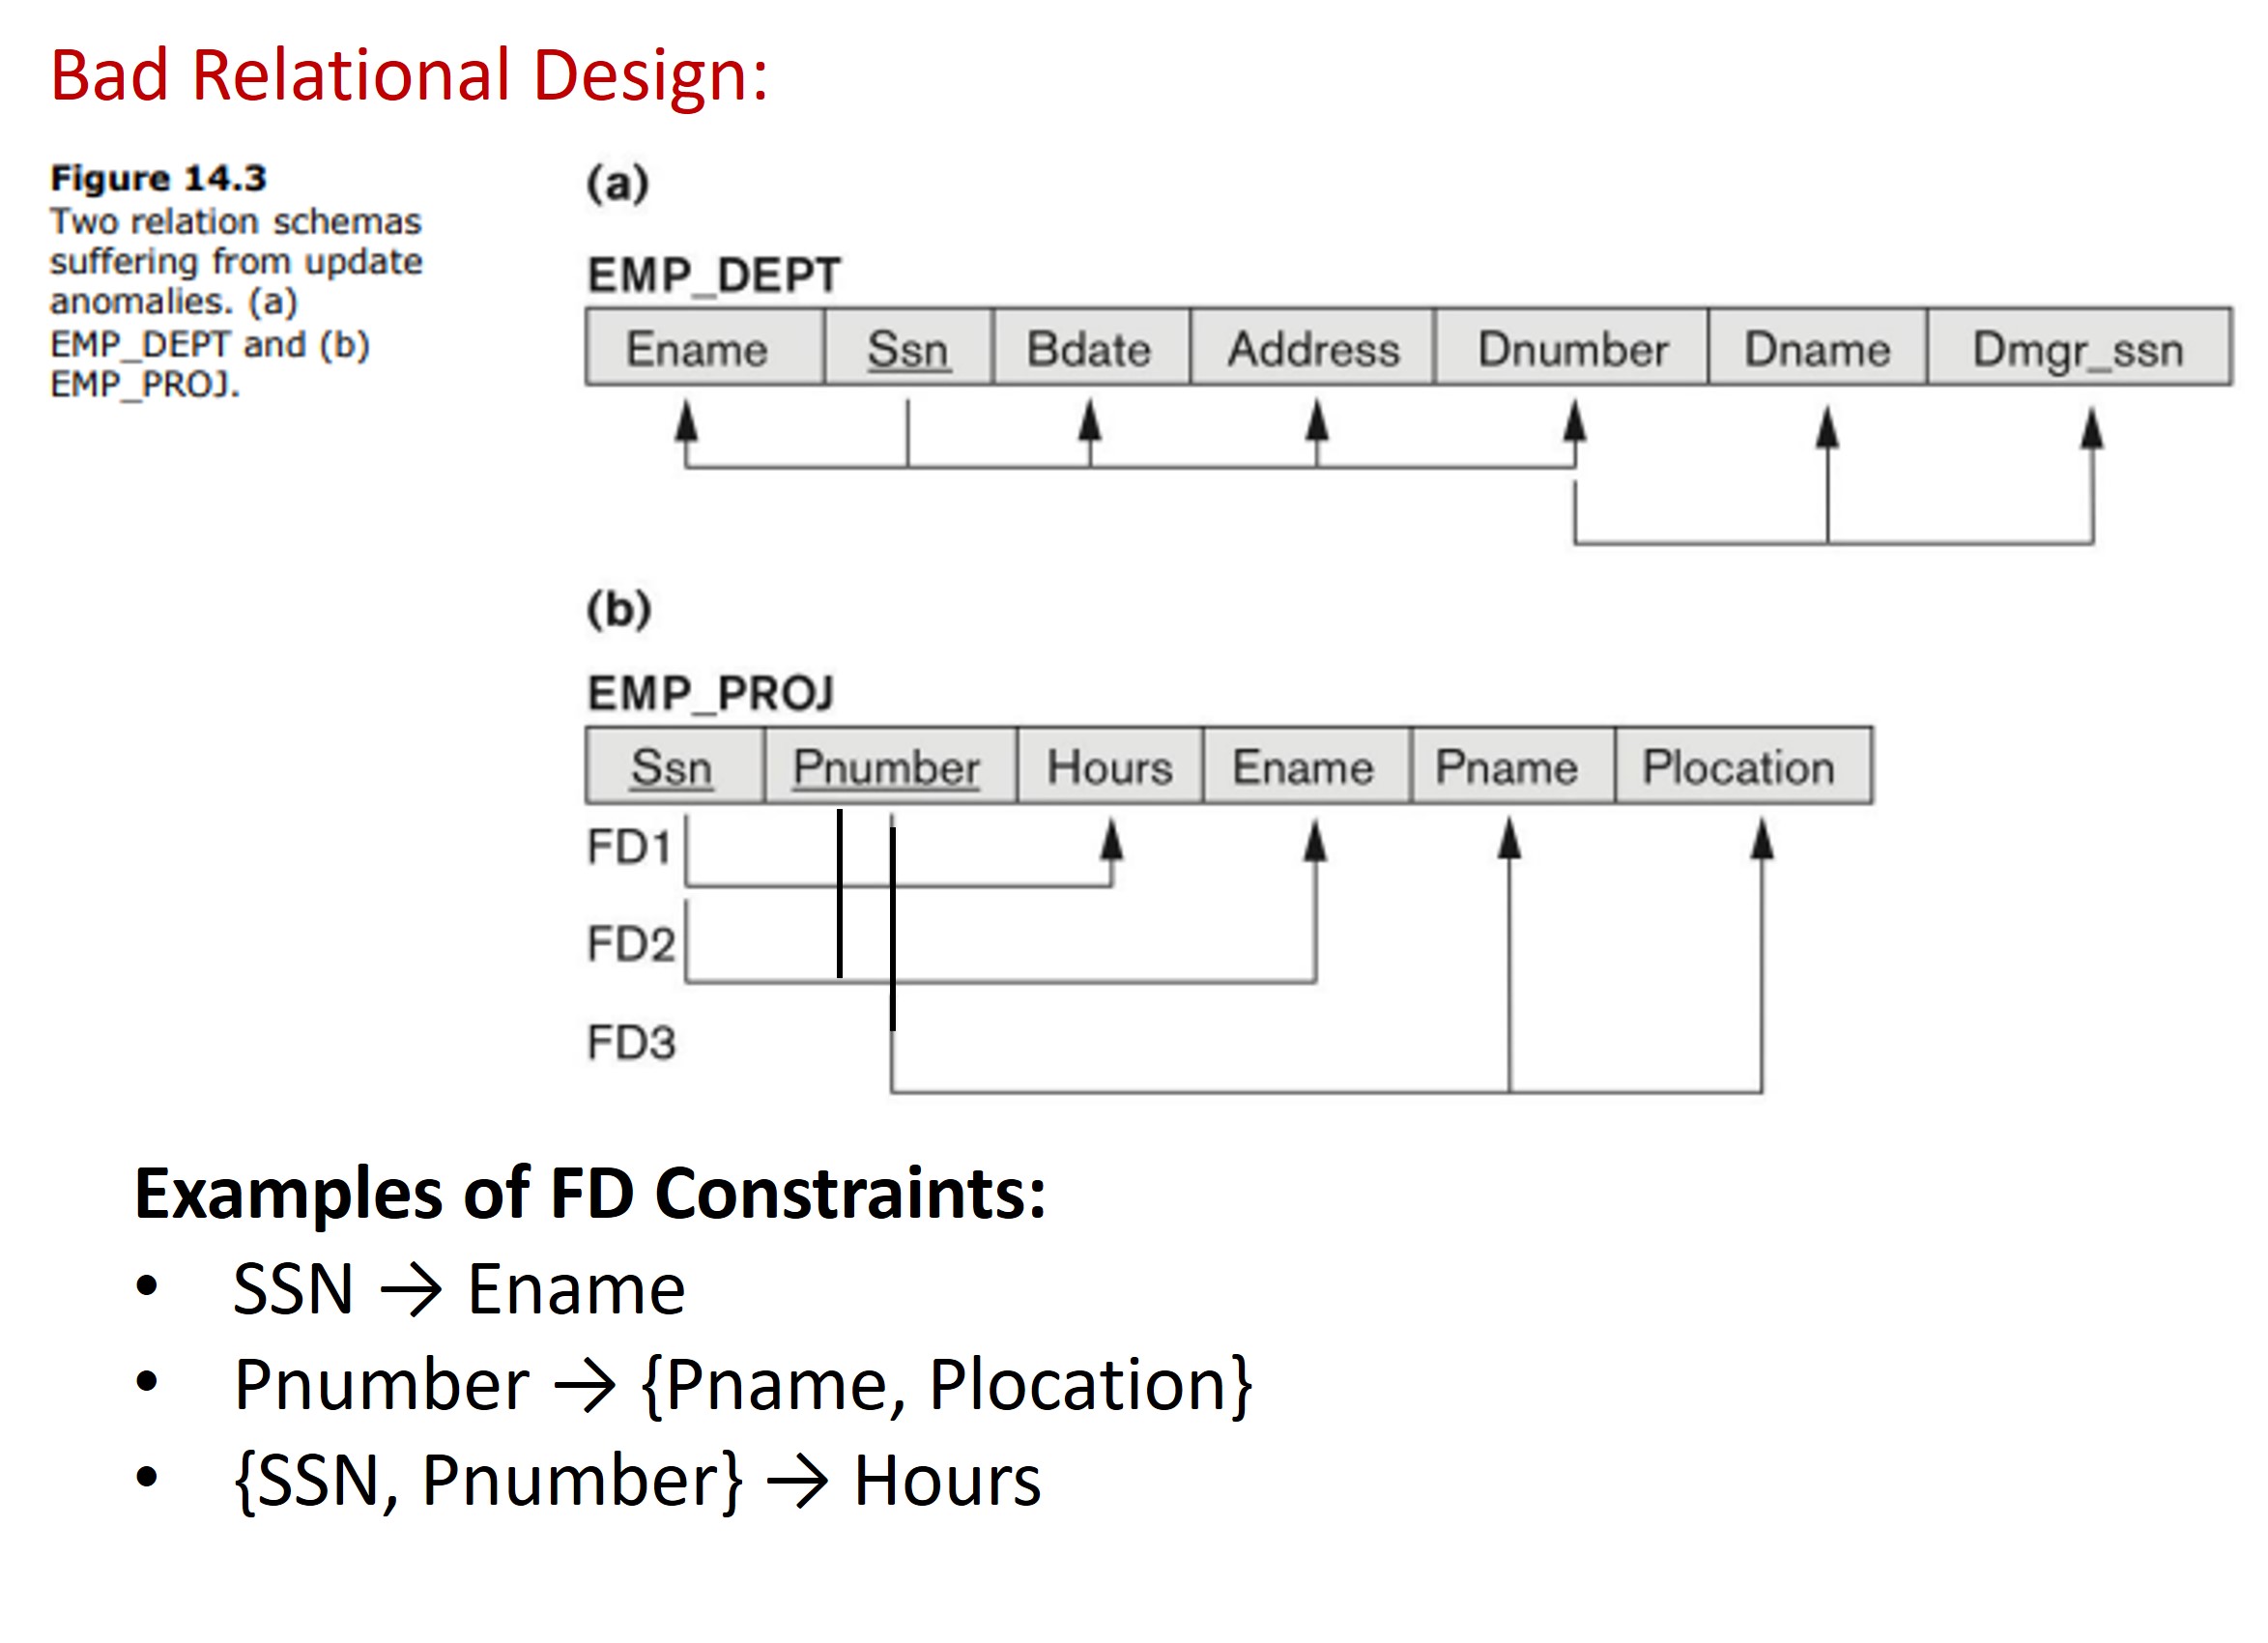 Bad Relational Design:
Figure 14.3
Two relation schemas
suffering from update
anomalies. (a)
EMP_DEPT and (b)
EMP_PROJ.
(a)
EMP_DEPT
Ename Ssn Bdate Address Dnumber Dname Dmgr_ssn
(b)
EMP_PROJ
Ssn Pnumber Hours Ename Pname Plocation
FD1
FD2
FD3
Examples of FD Constraints:
• SSN → Ename
• Pnumber → {Pname, Plocation}
• {SSN, Pnumber} → Hours